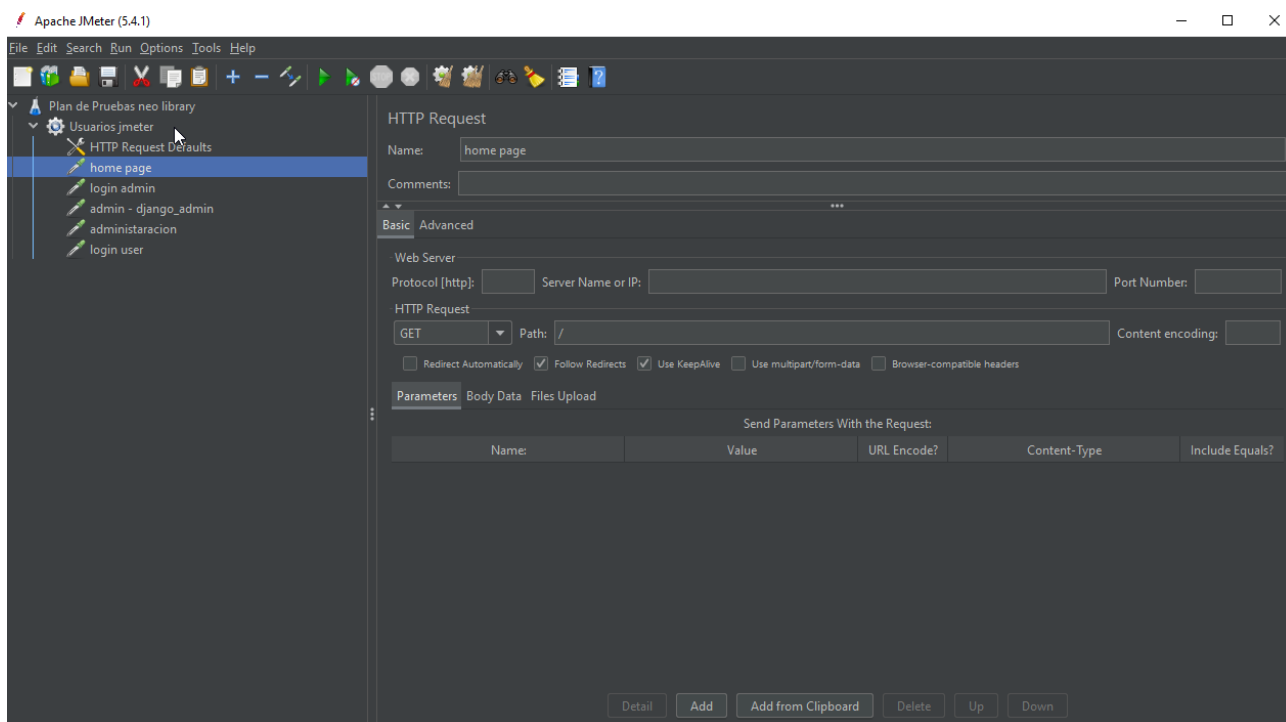 Apache JMeter (5.4.1)
File Edit Search Run Options Tools Help
Plan de Pruebas neo library
Usuarios jmeter
HTTP Request Defaults
home page
login admin
admin - django_admin
administaracion
login user
HTTP Request
Name: home page
Comments:
Basic Advanced
Web Server
Protocol [http]: Server Name or IP: Port Number:
HTTP Request
GET Path: / Content encoding:
Redirect Automatically Follow Redirects Use KeepAlive Use multipart/form-data Browser-compatible headers
Parameters Body Data Files Upload
Send Parameters With the Request:
Name: Value URL Encode? Content-Type Include Equals?
Detail Add Add from Clipboard Delete Up Down